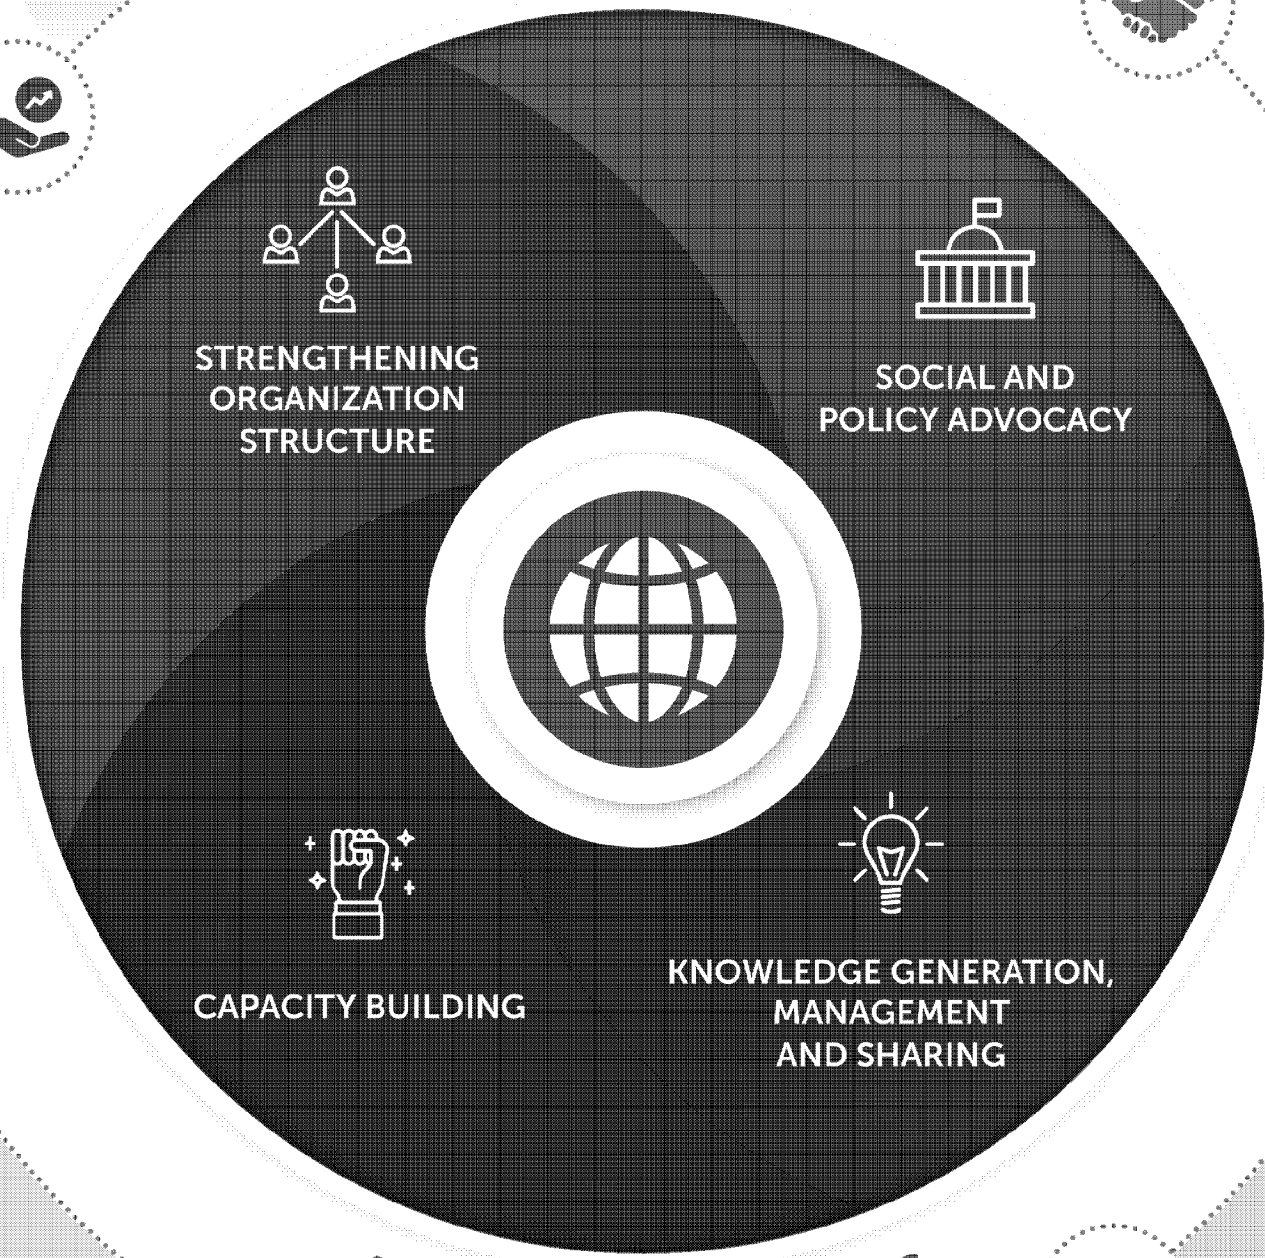 STRENGTHENING
ORGANIZATION
STRUCTURE
SOCIAL AND
POLICY ADVOCACY
CAPACITY BUILDING
KNOWLEDGE GENERATION,
MANAGEMENT
AND SHARING